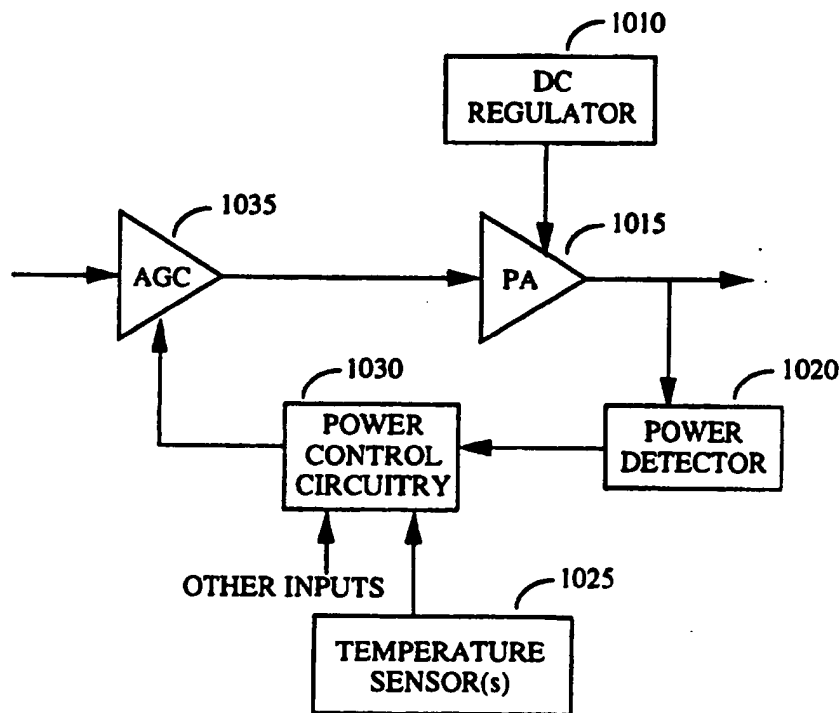 1010
DC
REGULATOR
1035
1015
AGC
PA
1030
1020
POWER
CONTROL
CIRCUITRY
POWER
DETECTOR
OTHER INPUTS
1025
TEMPERATURE
SENSOR(s)